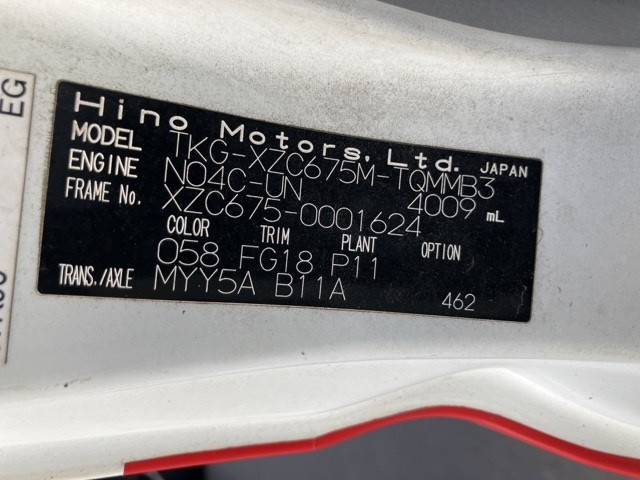 Hino Motors, Ltd. JAPAN
MODEL TKG-XZC675M-TQMMB3
ENGINE N04C-UN 4009 mL
FRAME No. XZC675-0001624
COLOR TRIM PLANT OPTION
058 FG18 P11
TRANS./AXLE MYY5A B11A 462
EG